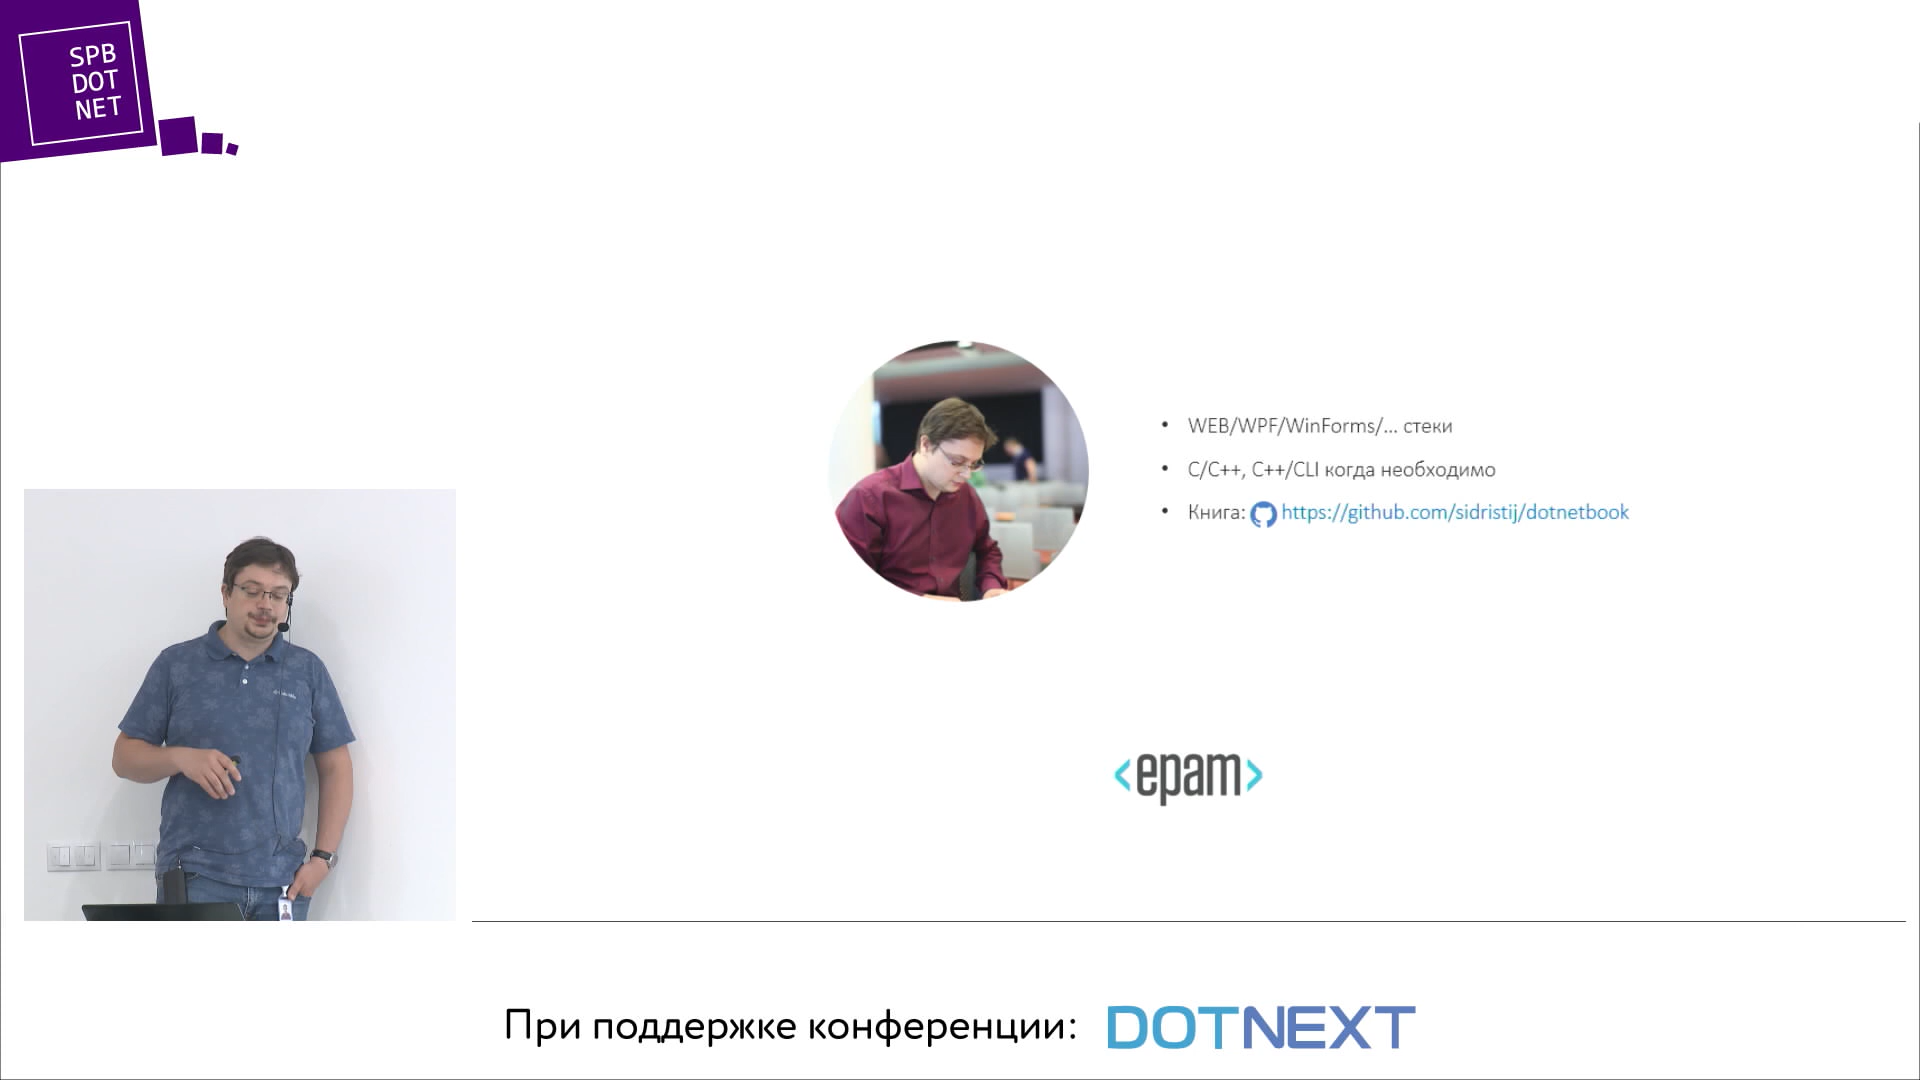 SPB
DOT
NET
• WEB/WPF/WinForms/... стеки
• C/C++, C++/CLI когда необходимо
• Книга: https://github.com/sidristij/dotnetbook
<epam>
При поддержке конференции: DOTNEXT